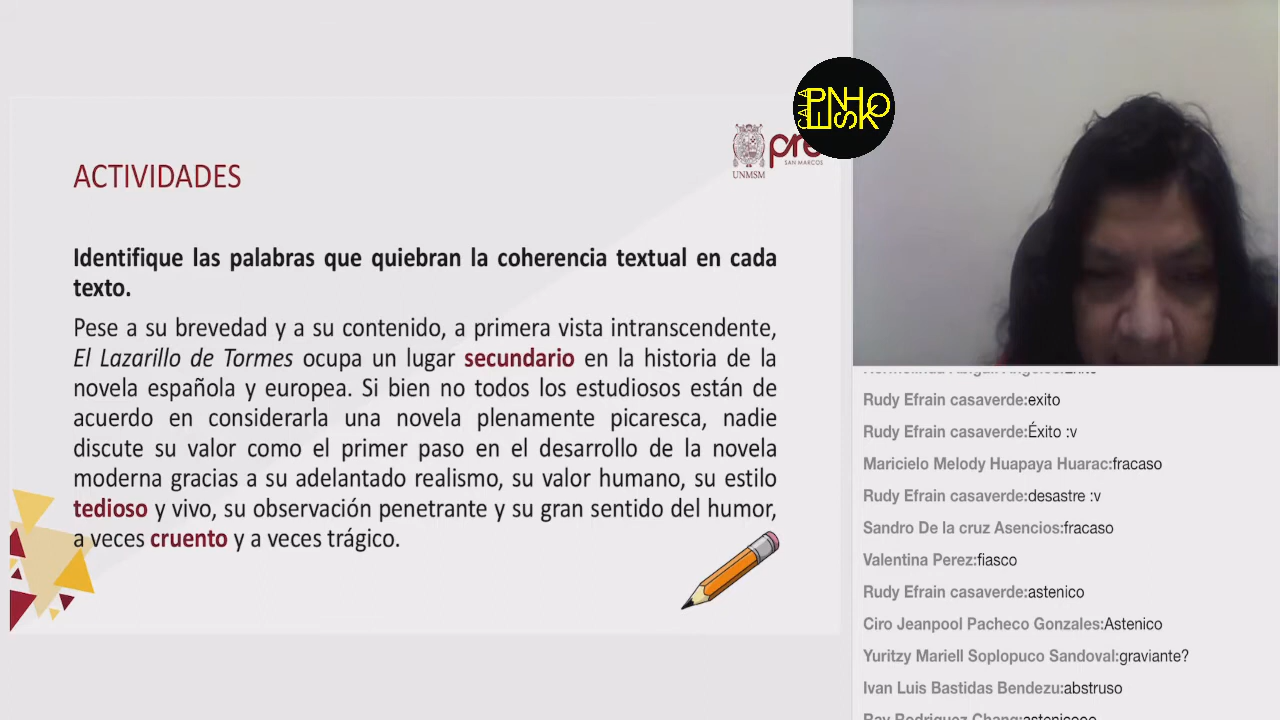 ACTIVIDADES
UNMSM
SAN MARCOS
CALA
PENHSKO
Identifique las palabras que quiebran la coherencia textual en cada
texto.
Pese a su brevedad y a su contenido, a primera vista intranscendente,
El Lazarillo de Tormes ocupa un lugar secundario en la historia de la
novela española y europea. Si bien no todos los estudiosos están de
acuerdo en considerarla una novela plenamente picaresca, nadie
discute su valor como el primer paso en el desarrollo de la novela
moderna gracias a su adelantado realismo, su valor humano, su estilo
tedioso y vivo, su observación penetrante y su gran sentido del humor,
a veces cruento y a veces trágico.
Rudy Efrain casaverde:exito
Rudy Efrain casaverde:Éxito :v
Maricielo Melody Huapaya Huarac:fracaso
Rudy Efrain casaverde:desastre :v
Sandro De la cruz Asencios:fracaso
Valentina Perez:fiasco
Rudy Efrain casaverde:astenico
Ciro Jeanpool Pacheco Gonzales:Astenico
Yuritzy Mariell Soplopuco Sandoval:graviante?
Ivan Luis Bastidas Bendezu:abstruso